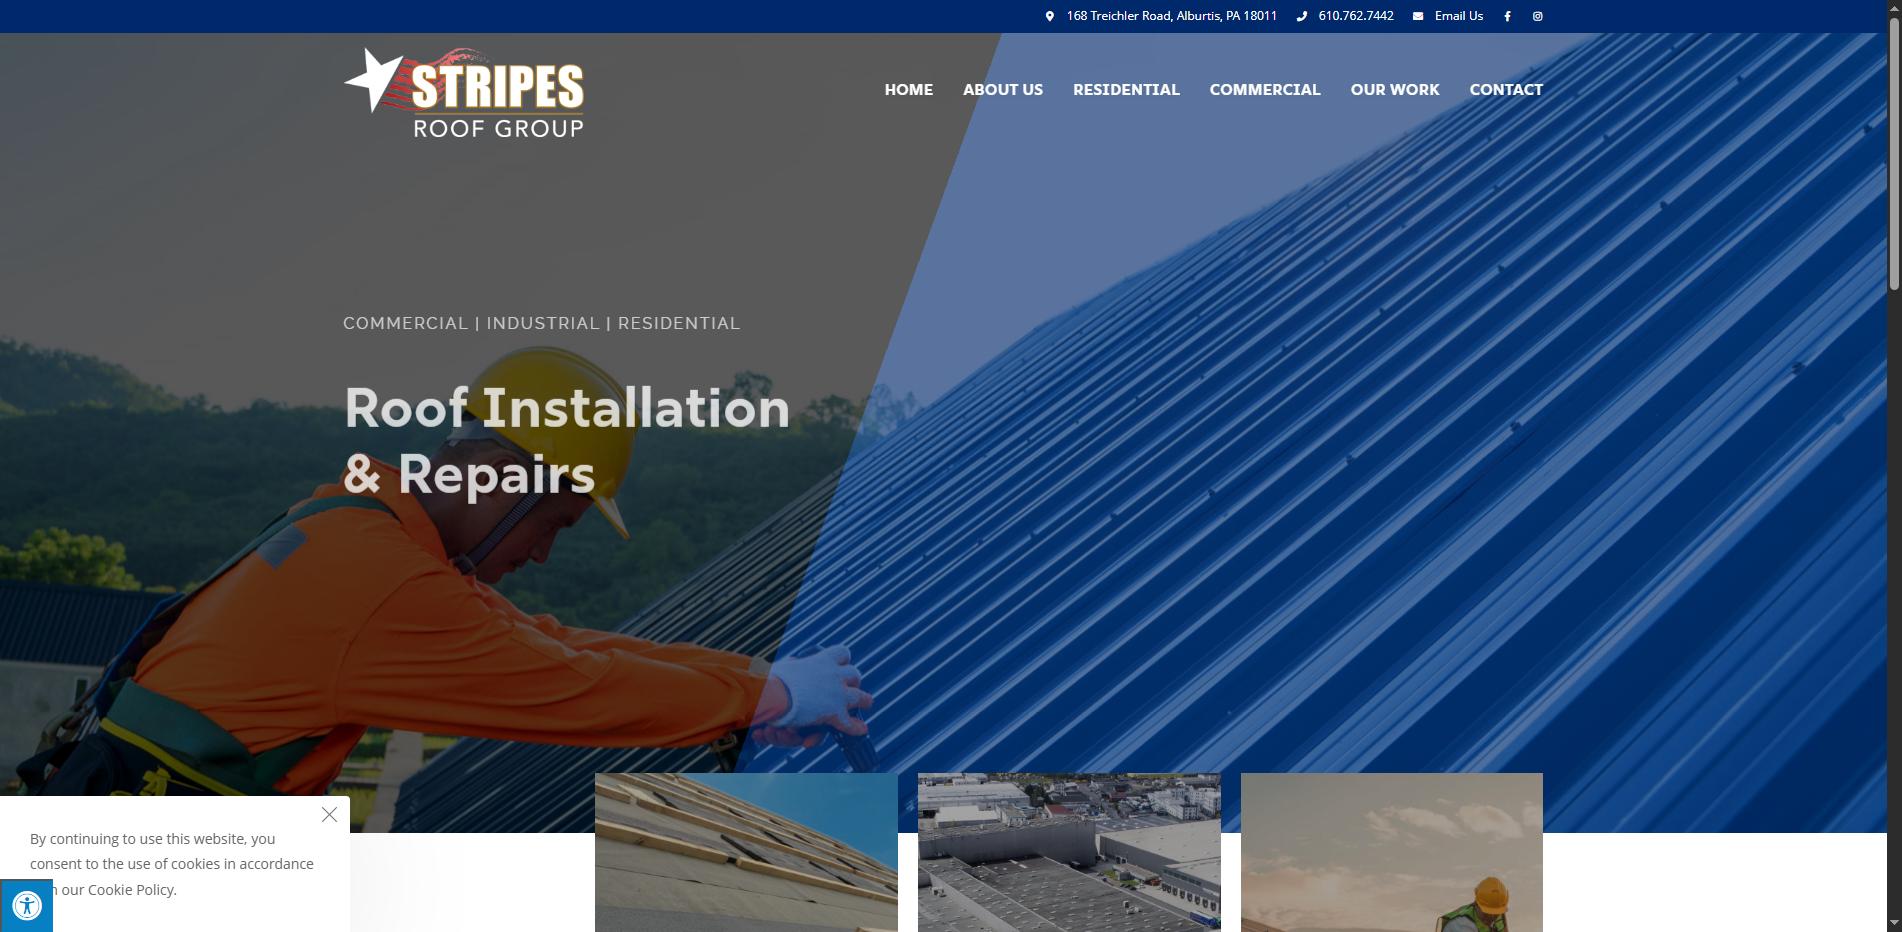 168 Treichler Road, Alburtis, PA 18011 610.762.7442 Email Us
STRIPES
ROOF GROUP
HOME ABOUT US RESIDENTIAL COMMERCIAL OUR WORK CONTACT
COMMERCIAL | INDUSTRIAL | RESIDENTIAL
Roof Installation
& Repairs
By continuing to use this website, you
consent to the use of cookies in accordance
our Cookie Policy.